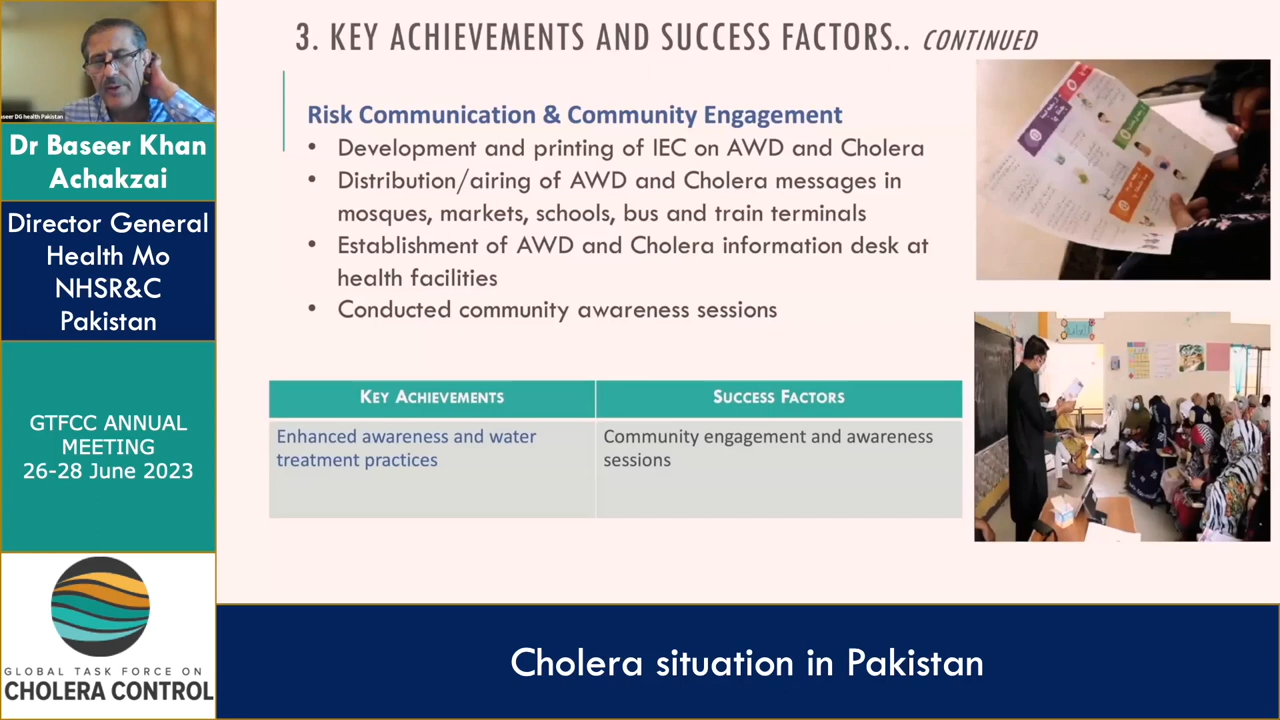 aseer DG health Pakistan
Dr Baseer Khan
Achakzai
Director General
Health Mo
NHSR&C
Pakistan
GTFCC ANNUAL
MEETING
26-28 June 2023
GLOBAL TASK FORCE ON
CHOLERA CONTROL
3. KEY ACHIEVEMENTS AND SUCCESS FACTORS.. CONTINUED
Risk Communication & Community Engagement
• Development and printing of IEC on AWD and Cholera
• Distribution/airing of AWD and Cholera messages in
mosques, markets, schools, bus and train terminals
• Establishment of AWD and Cholera information desk at
health facilities
• Conducted community awareness sessions
KEY ACHIEVEMENTS
SUCCESS FACTORS
Enhanced awareness and water
treatment practices
Community engagement and awareness
sessions
Cholera situation in Pakistan